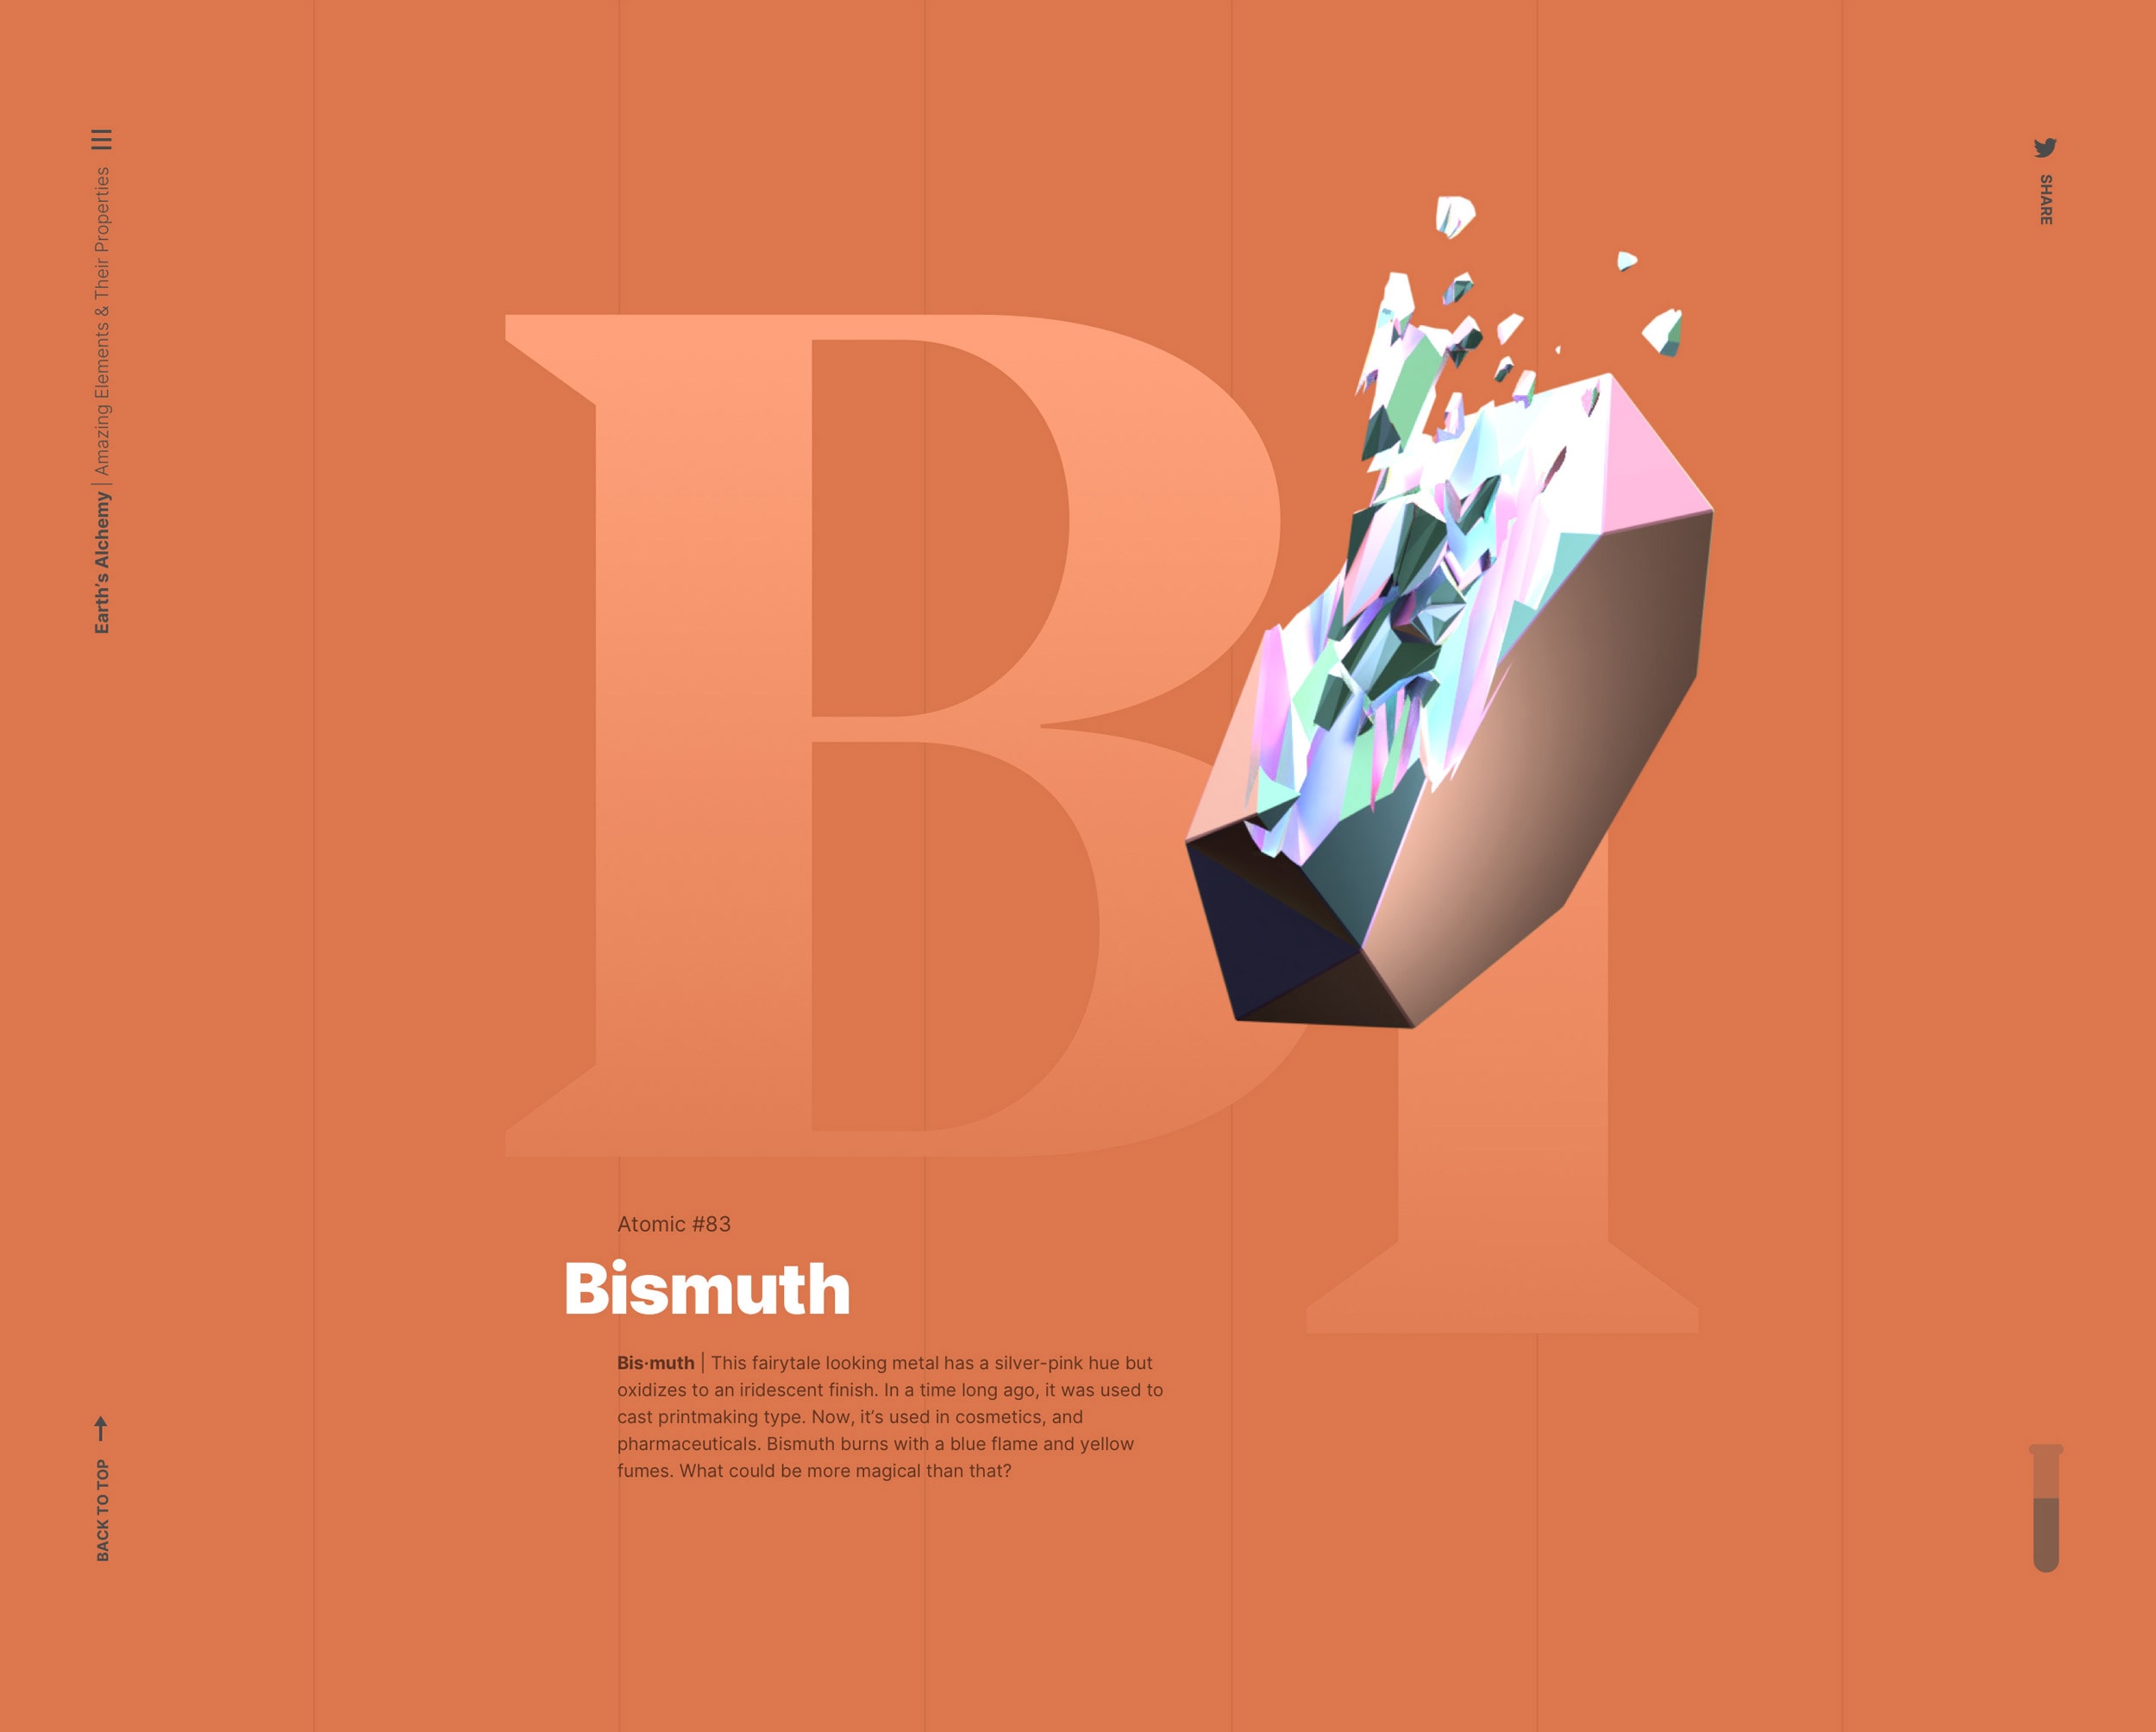 Earth's Alchemy | Amazing Elements & Their Properties
SHARE
Bi
Atomic #83
Bismuth
Bis·muth | This fairytale looking metal has a silver-pink hue but
oxidizes to an iridescent finish. In a time long ago, it was used to
cast printmaking type. Now, it's used in cosmetics, and
pharmaceuticals. Bismuth burns with a blue flame and yellow
fumes. What could be more magical than that?
BACK TO TOP